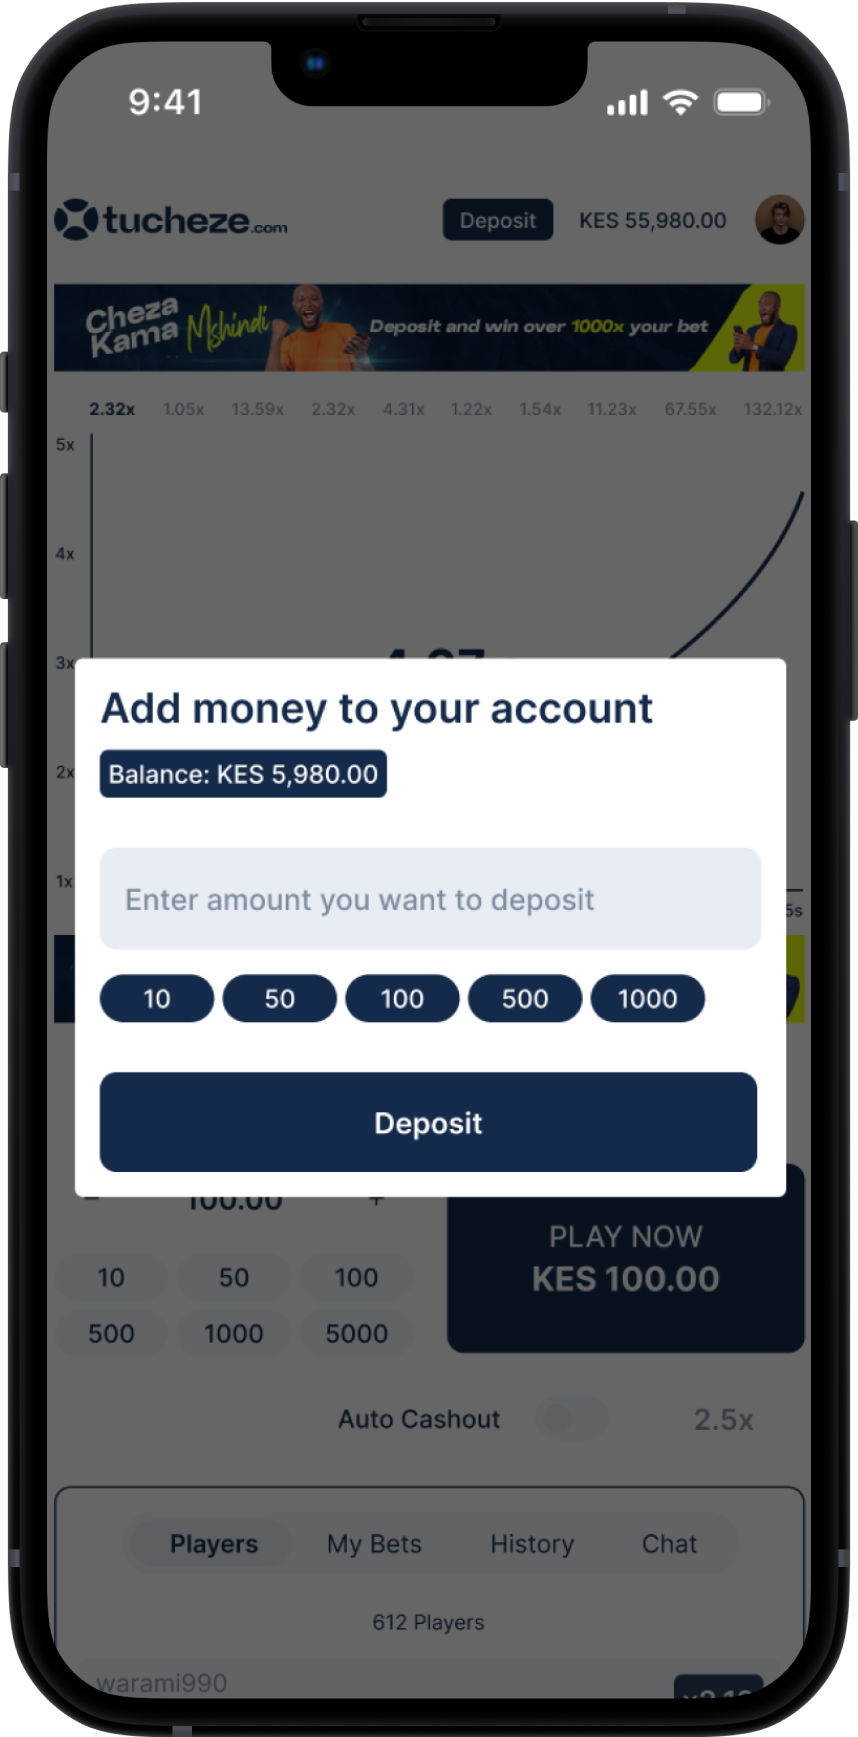 9:41
tucheze.com
Deposit
KES 55,980.00
Cheza
Kama
Mshindi
Deposit and win over 1000x your bet
2.32x 1.05x 13.59x 2.32x 4.31x 1.22x 1.54x 11.23x 67.55x 132.12x
5x
4x
3x
Add money to your account
2x
Balance: KES 5,980.00
1x
Enter amount you want to deposit
5s
10 50 100 500 1000
Deposit
- 100.00 +
PLAY NOW
KES 100.00
10 50 100
500 1000 5000
Auto Cashout
2.5x
Players My Bets History Chat
612 Players
warami990